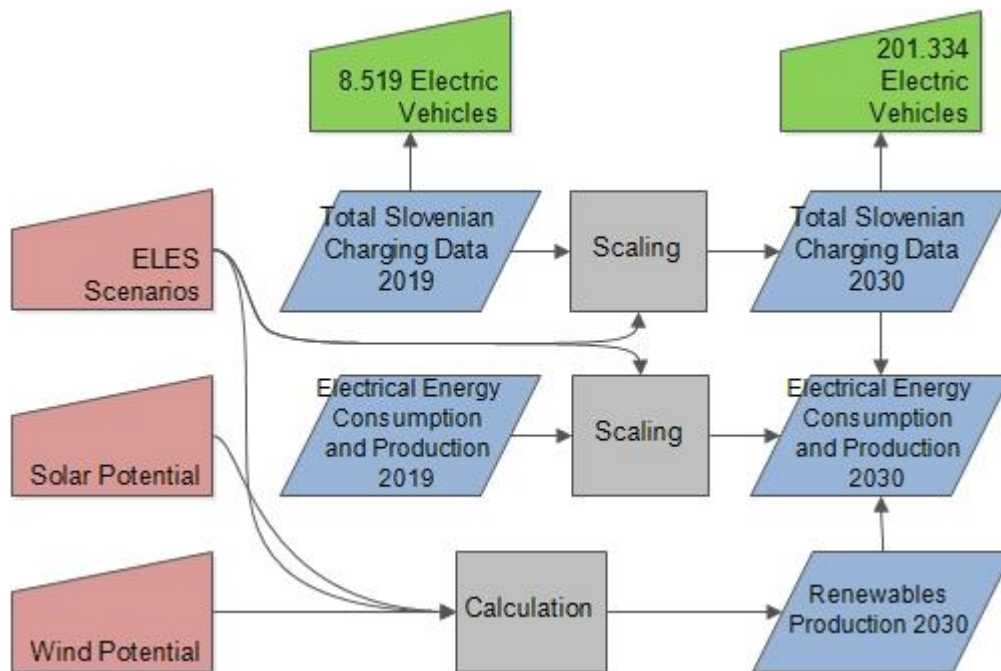 8.519 Electric
Vehicles
201.334
Electric
Vehicles
ELES
Scenarios
Total Slovenian
Charging Data
2019
Scaling
Total Slovenian
Charging Data
2030
Solar Potential
Electrical Energy
Consumption
and Production
2019
Scaling
Electrical Energy
Consumption
and Production
2030
Wind Potential
Calculation
Renewables
Production 2030